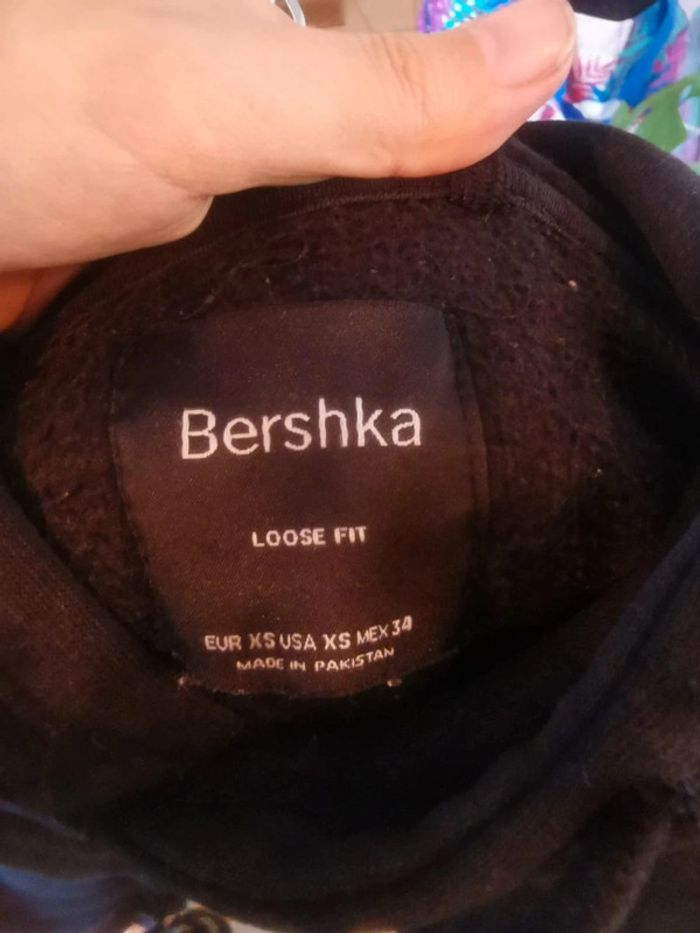 Bershka
LOOSE FIT
EUR XS USA XS MEX 34
MADE IN PAKISTAN